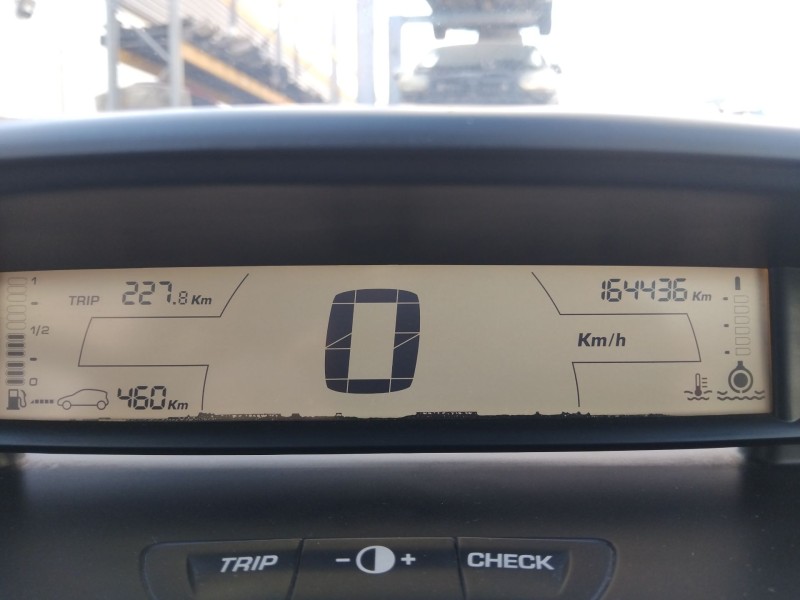 1
TRIP 227.8 Km
164436 Km
1/2
0
Km/h
0
460 Km
TRIP - + CHECK